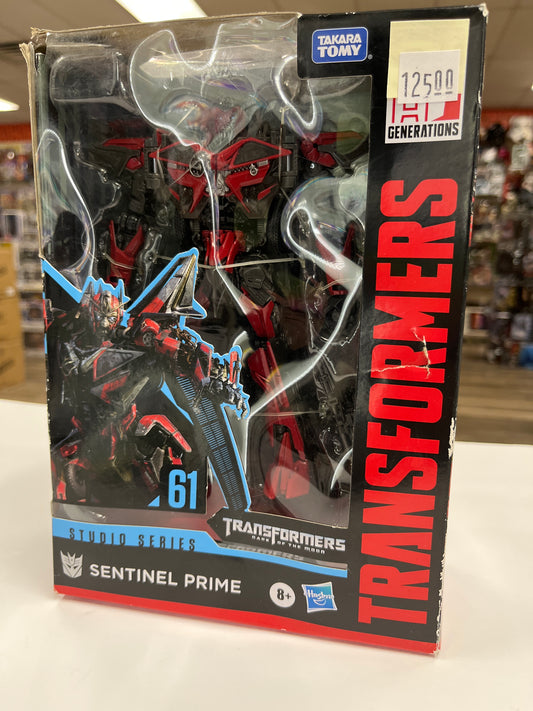 TAKARA
TOMY
12500
GENERATIONS
TRANSFORMERS
61
STUDIO SERIES
TRANSFORMERS
DARK OF THE MOON
SENTINEL PRIME
8+
Hasbro